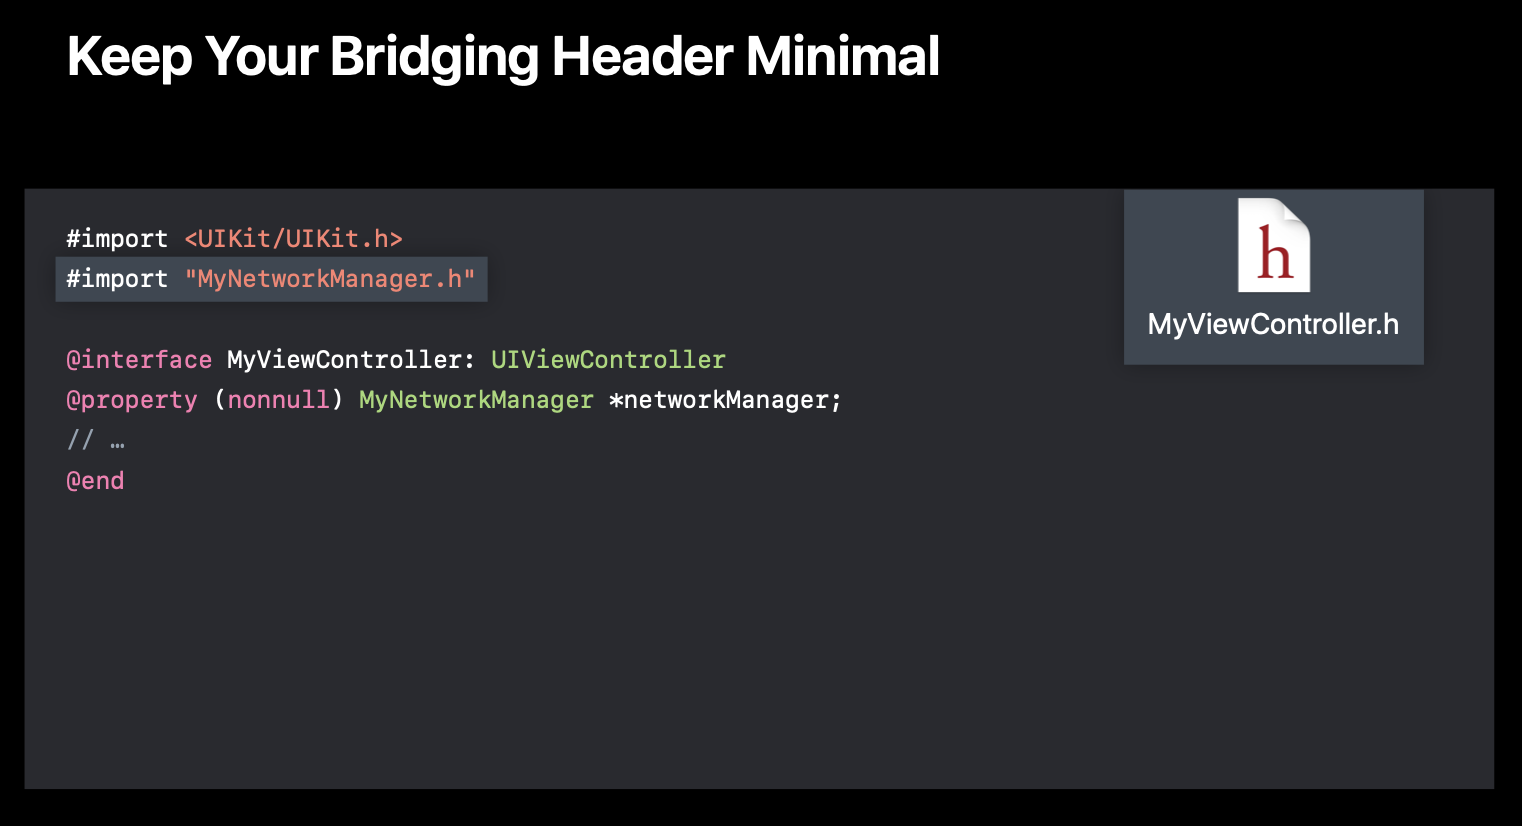 Keep Your Bridging Header Minimal
#import <UIKit/UIKit.h>
#import "MyNetworkManager.h"
@interface MyViewController: UIViewController
@property (nonnull) MyNetworkManager *networkManager;
// …
@end
h
MyViewController.h